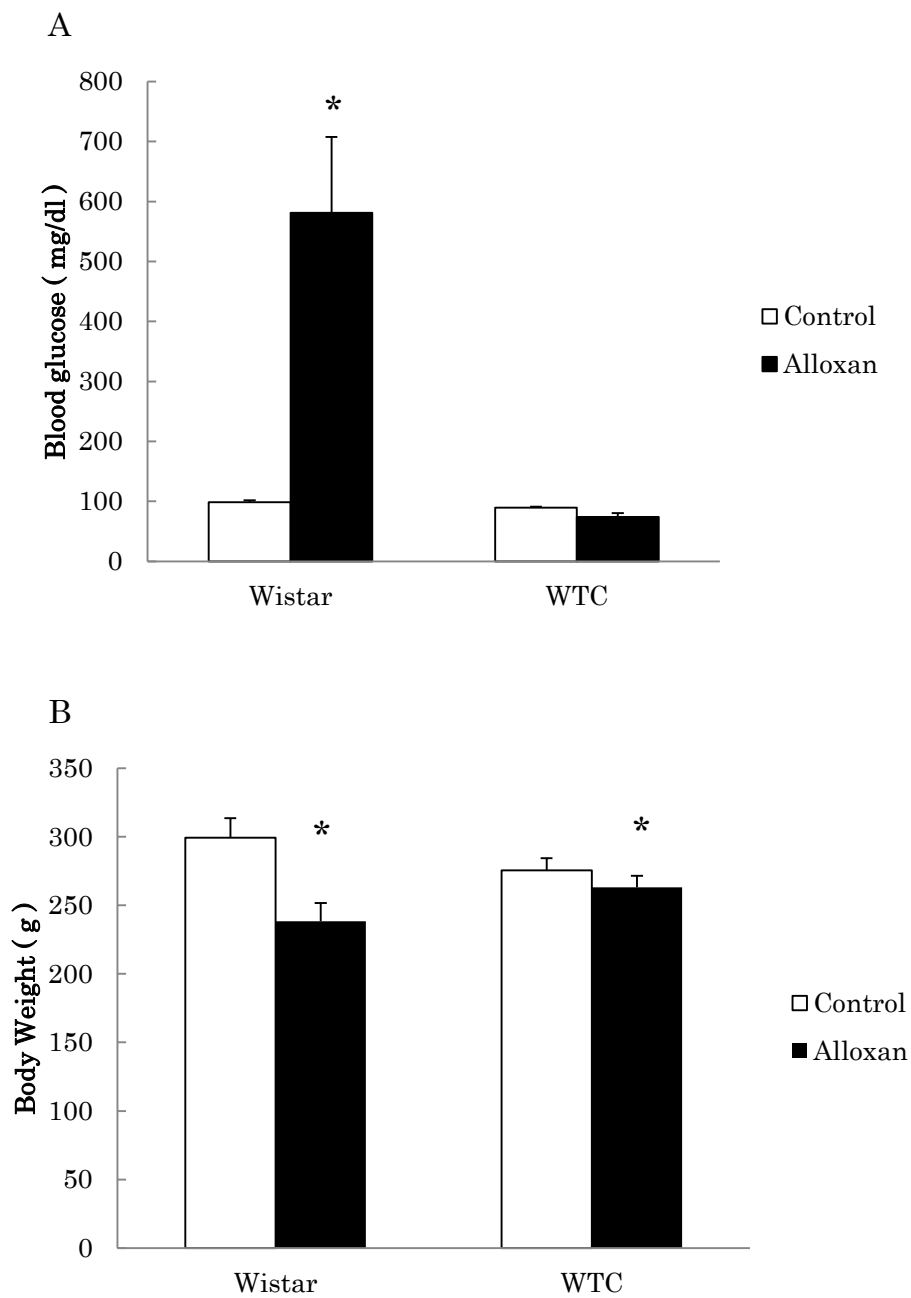 A
800
*
700
600
500
400
300
200
100
0
Blood glucose ( mg/dl )
Control
Alloxan
Wistar WTC
B
350
300
* *
250
200
150
100
50
0
Body Weight ( g )
Control
Alloxan
Wistar WTC